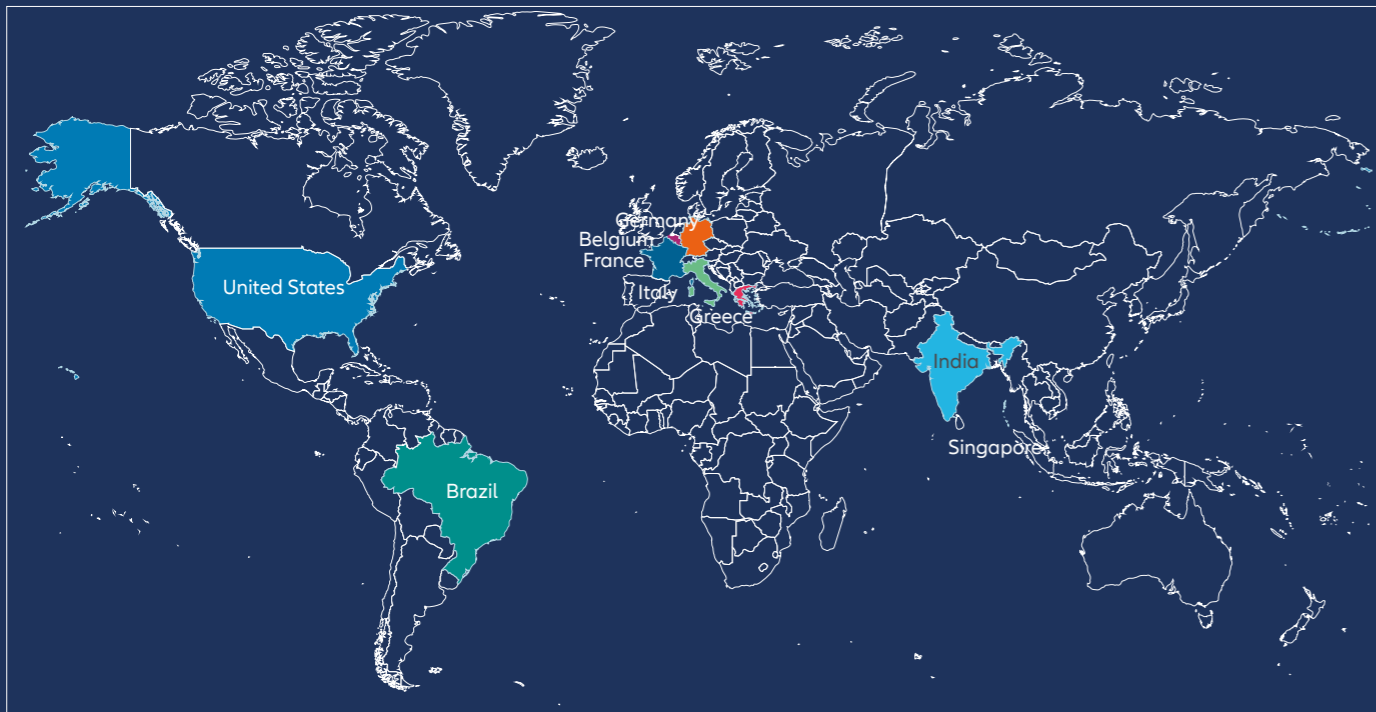 Germany
Belgium
France
United States
Italy
Greece
India
Singapore
Brazil